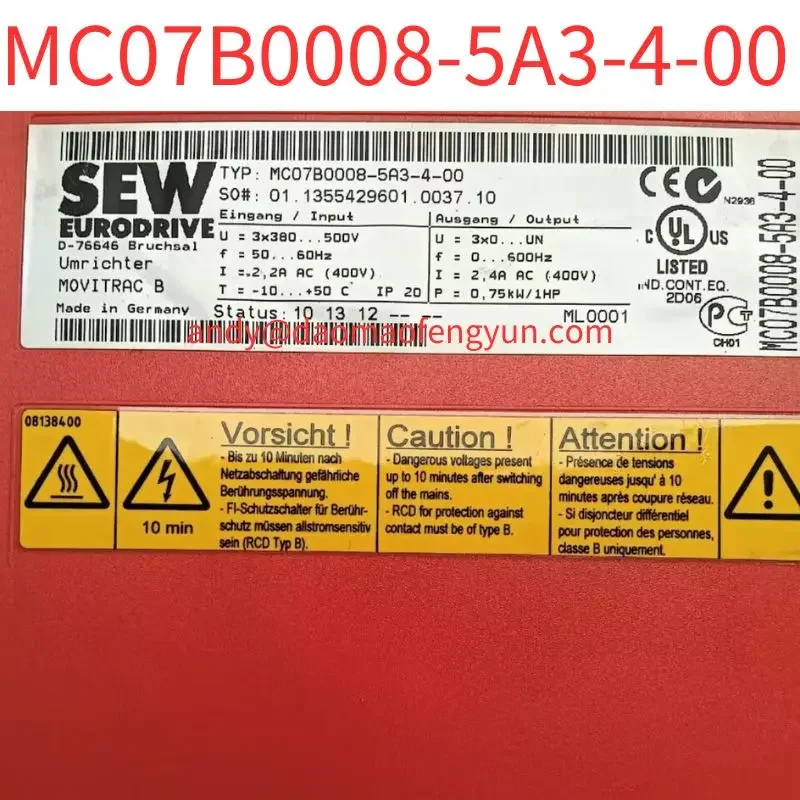 MC07B0008-5A3-4-00
SEW
EURODRIVE
D-76646 Bruchsal
Umrichter
MOVITRAC B
Made in Germany
TYP: MC07B0008-5A3-4-00
SO#: 01.1355429601.0037.10
Eingang / Input
U = 3x380...500V
f = 50...60Hz
I = 2,2A AC (400V)
T = -10...+50 C IP 20
Ausgang / Output
U = 3x0...UN
f = 0...600Hz
I = 2,4A AC (400V)
P = 0,75kW/1HP
Status: 10 13 12 -- --
ML0001
CE
N2936
C UL US
LISTED
IND.CONT.EQ.
2D06
CH01
MC07B0008-5A3-4-00
andy@daomaofengyun.com
08138400
10 min
Vorsicht !
- Bis zu 10 Minuten nach
Netzabschaltung gefährliche
Berührungsspannung.
- FI-Schutzschalter für Berühr-
schutz müssen allstromsensitiv
sein (RCD Typ B).
Caution !
- Dangerous voltages present
up to 10 minutes after switching
off the mains.
- RCD for protection against
contact must be of type B.
Attention !
- Présence de tensions
dangereuses jusqu' à 10
minutes après coupure réseau.
- Si disjoncteur différentiel
pour protection des personnes,
classe B uniquement.